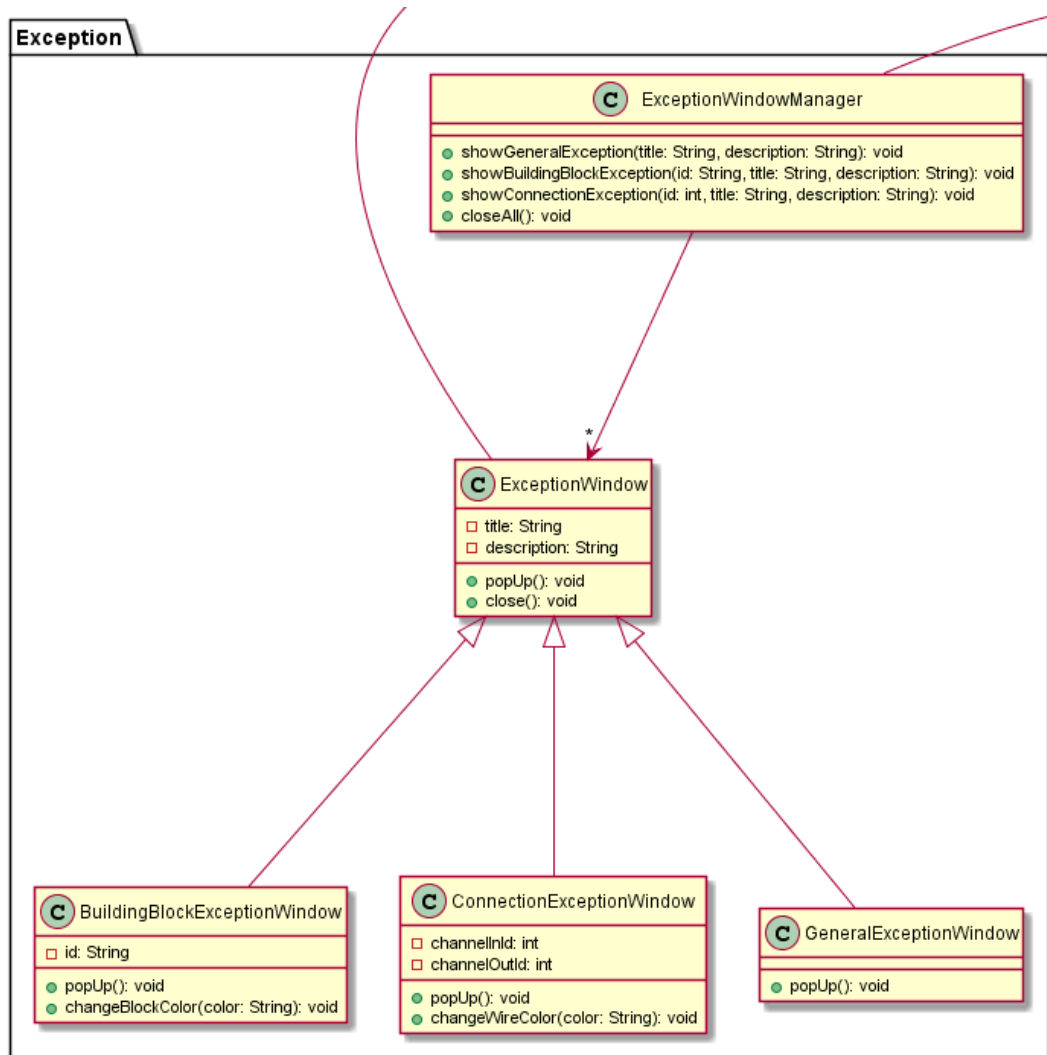 Exception
C ExceptionWindowManager
showGeneralException(title: String, description: String): void
showBuildingBlockException(id: String, title: String, description: String): void
showConnectionException(id: int, title: String, description: String): void
closeAll(): void
*
C ExceptionWindow
title: String
description: String
popUp(): void
close(): void
C BuildingBlockExceptionWindow
id: String
popUp(): void
changeBlockColor(color: String): void
C ConnectionExceptionWindow
channelInId: int
channelOutId: int
popUp(): void
changeWireColor(color: String): void
C GeneralExceptionWindow
popUp(): void